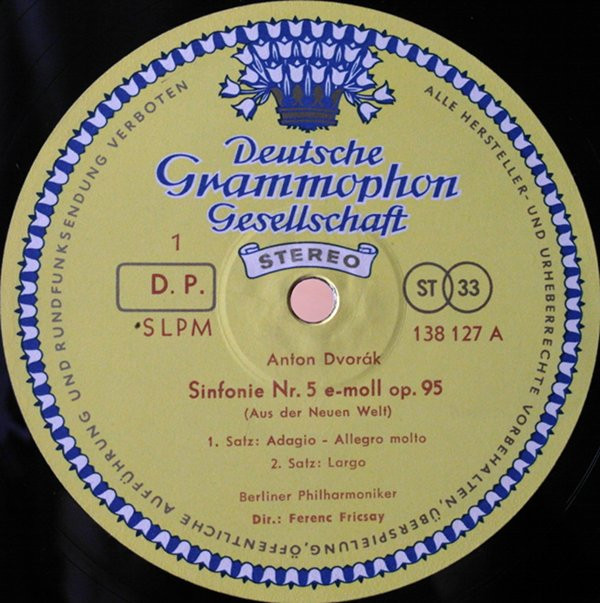 Deutsche
Grammophon
Gesellschaft
STEREO
1
D. P.
SLPM
ST 33
138 127 A
Anton Dvorák
Sinfonie Nr. 5 e-moll op. 95
(Aus der Neuen Welt)
1. Satz: Adagio - Allegro molto
2. Satz: Largo
Berliner Philharmoniker
Dir.: Ferenc Fricsay
ALLE HERSTELLER- UND URHEBERRECHTE VORBEHALTEN, ÜBERSPIELUNG, ÖFFENTLICHE AUFFÜHRUNG UND RUNDFUNKSENDUNG VERBOTEN